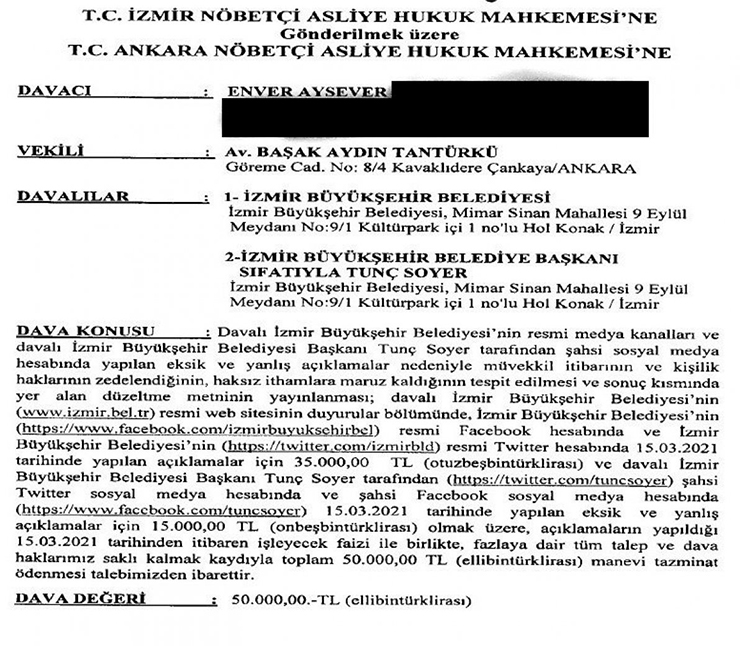 T.C. İZMİR NÖBETÇİ ASLİYE HUKUK MAHKEMESİ'NE
Gönderilmek üzere
T.C. ANKARA NÖBETÇİ ASLİYE HUKUK MAHKEMESİ'NE
DAVACI : ENVER AYSEVER
VEKİLİ : Av. BAŞAK AYDIN TANTÜRKÜ
Göreme Cad. No: 8/4 Kavaklıdere Çankaya/ANKARA
DAVALILAR : 1- İZMİR BÜYÜKŞEHİR BELEDİYESİ
İzmir Büyükşehir Belediyesi, Mimar Sinan Mahallesi 9 Eylül
Meydanı No:9/1 Kültürpark içi 1 no'lu Hol Konak / İzmir
2-İZMİR BÜYÜKŞEHİR BELEDİYE BAŞKANI
SIFATIYLA TUNÇ SOYER
İzmir Büyükşehir Belediyesi, Mimar Sinan Mahallesi 9 Eylül
Meydanı No:9/1 Kültürpark içi 1 no'lu Hol Konak / İzmir
DAVA KONUSU : Davalı İzmir Büyükşehir Belediyesi'nin resmi medya kanalları ve
davalı İzmir Büyükşehir Belediyesi Başkanı Tunç Soyer tarafından şahsi sosyal medya
hesabında yapılan eksik ve yanlış açıklamalar nedeniyle müvekkil itibarının ve kişilik
haklarının zedelendiğinin, haksız ithamlara maruz kaldığının tespit edilmesi ve sonuç kısmında
yer alan düzeltme metninin yayınlanması; davalı İzmir Büyükşehir Belediyesi'nin
(www.izmir.bel.tr) resmi web sitesinin duyurular bölümünde, İzmir Büyükşehir Belediyesi'nin
(https://www.facebook.com/izmirbuyuksehirbel) resmi Facebook hesabında ve İzmir
Büyükşehir Belediyesi'nin (https://twitter.com/izmirbld) resmi Twitter hesabında 15.03.2021
tarihinde yapılan açıklamalar için 35.000,00 TL (otuzbeşbintürklirası) ve davalı İzmir
Büyükşehir Belediyesi Başkanı Tunç Soyer tarafından (https://twitter.com/tuncsoyer) şahsi
Twitter sosyal medya hesabında ve şahsi Facebook sosyal medya hesabında
(https://www.facebook.com/tuncsoyer) 15.03.2021 tarihinde yapılan eksik ve yanlış
açıklamalar için 15.000,00 TL (onbeşbintürklirası) olmak üzere, açıklamaların yapıldığı
15.03.2021 tarihinden itibaren işleyecek faizi ile birlikte, fazlaya dair tüm talep ve dava
haklarımız saklı kalmak kaydıyla toplam 50.000,00 TL (ellibintürklirası) manevi tazminat
ödenmesi talebimizden ibarettir.
DAVA DEĞERİ : 50.000,00.-TL (ellibintürklirası)